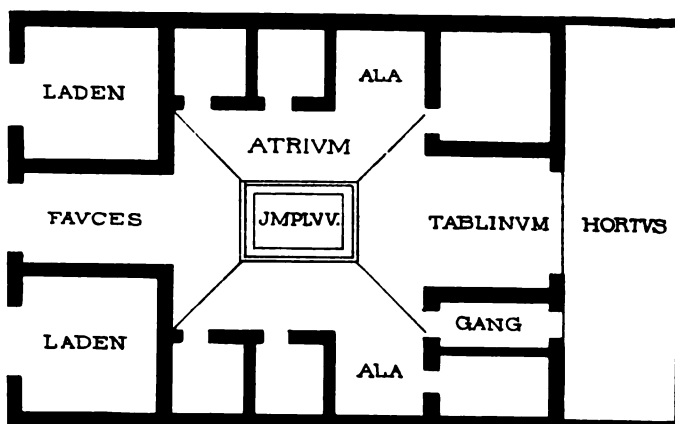 ALA
LADEN
ATRIVM
FAVCES
JMPLVV.
TABLINVM
HORTVS
GANG
LADEN
ALA